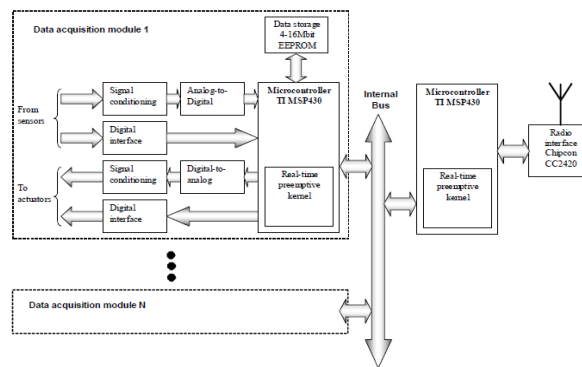 Data acquisition module 1
Data storage
4-16Mbit
EEPROM
From
sensors
Signal
conditioning
Analog-to-
Digital
Microcontroller
TI MSP430
Digital
interface
To
actuators
Signal
conditioning
Digital-to-
analog
Real-time
preemptive
kernel
Digital
interface
Internal
Bus
Microcontroller
TI MSP430
Real-time
preemptive
kernel
Radio
interface
Chipcon
CC2420
Data acquisition module N